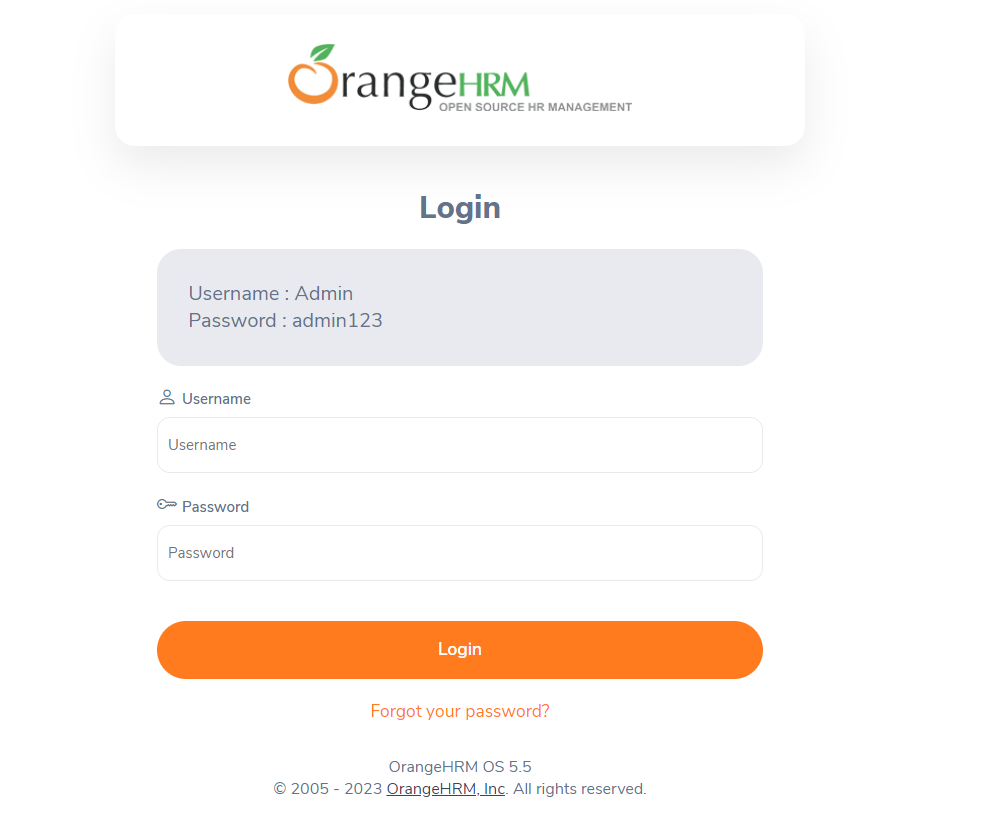 OrangeHRM
OPEN SOURCE HR MANAGEMENT
Login
Username : Admin
Password : admin123
Username
Username
Password
Password
Login
Forgot your password?
OrangeHRM OS 5.5
© 2005 - 2023 OrangeHRM, Inc. All rights reserved.